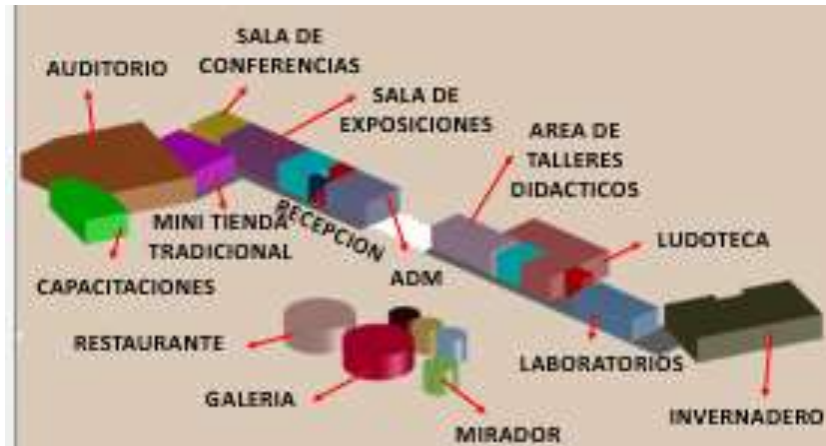 SALA DE
CONFERENCIAS
AUDITORIO
SALA DE
EXPOSICIONES
AREA DE
TALLERES
DIDACTICOS
MINI TIENDA
TRADICIONAL
RECEPCION
LUDOTECA
ADM
CAPACITACIONES
RESTAURANTE
LABORATORIOS
GALERIA
INVERNADERO
MIRADOR